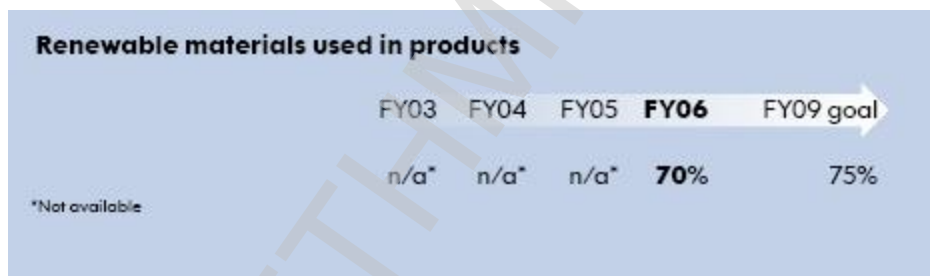 Renewable materials used in products
FY03 FY04 FY05 FY06 FY09 goal
n/a* n/a* n/a* 70% 75%
*Not available